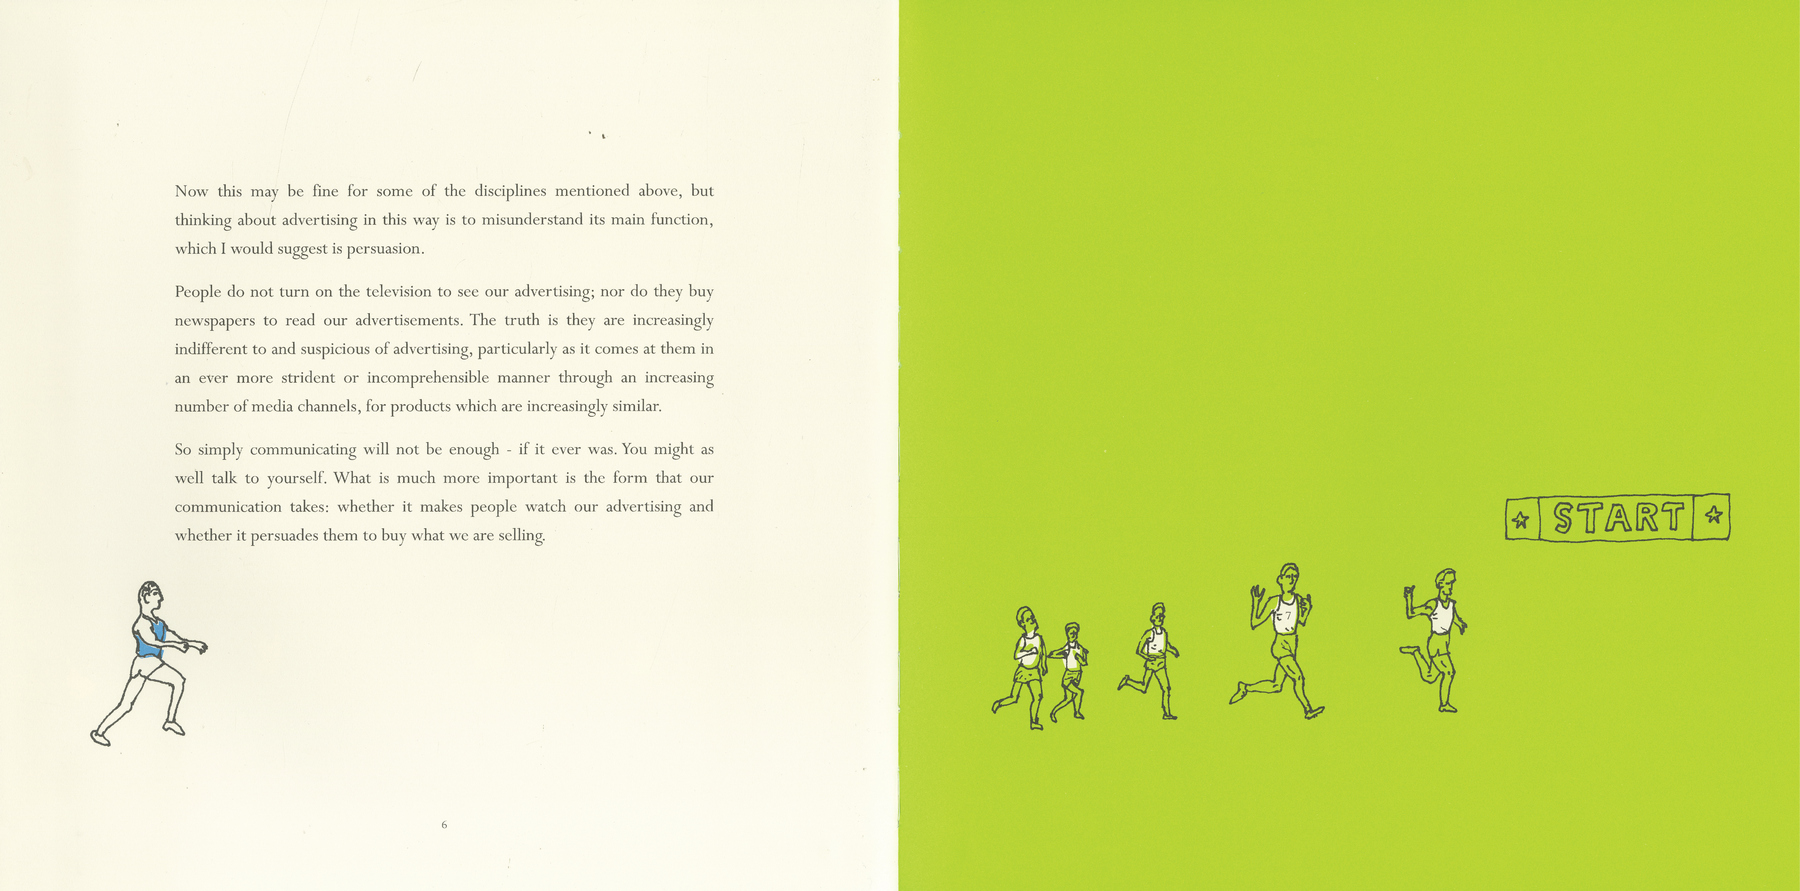 Now this may be fine for some of the disciplines mentioned above, but
thinking about advertising in this way is to misunderstand its main function,
which I would suggest is persuasion.
People do not turn on the television to see our advertising; nor do they buy
newspapers to read our advertisements. The truth is they are increasingly
indifferent to and suspicious of advertising, particularly as it comes at them in
an ever more strident or incomprehensible manner through an increasing
number of media channels, for products which are increasingly similar.
So simply communicating will not be enough - if it ever was. You might as
well talk to yourself. What is much more important is the form that our
communication takes: whether it makes people watch our advertising and
whether it persuades them to buy what we are selling.
6
START
7